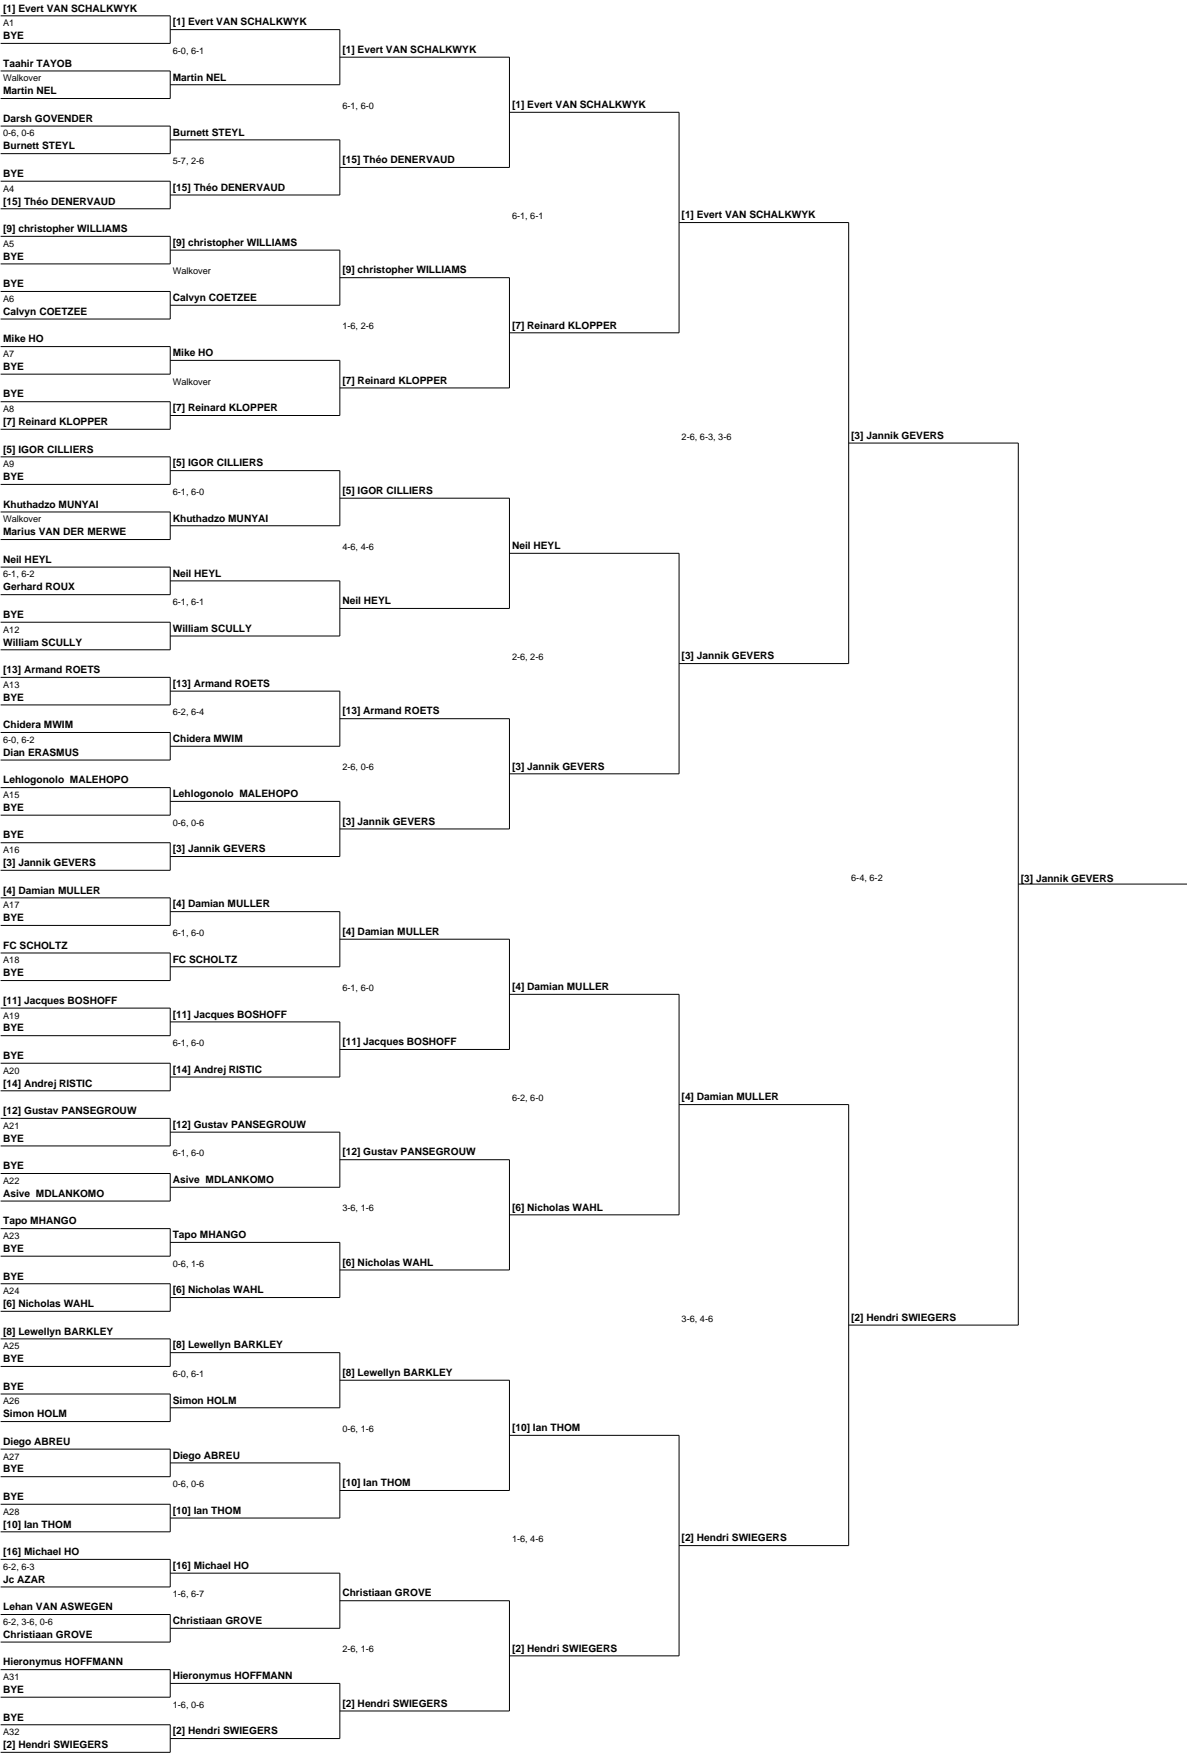 [1] Evert VAN SCHALKWYK
A1
BYE
Taahir TAYOB
Walkover
Martin NEL
Darsh GOVENDER
0-6, 0-6
Burnett STEYL
BYE
A4
[15] Théo DENERVAUD
[9] christopher WILLIAMS
A5
BYE
BYE
A6
Calvyn COETZEE
Mike HO
A7
BYE
BYE
A8
[7] Reinard KLOPPER
[5] IGOR CILLIERS
A9
BYE
Khuthadzo MUNYAI
Walkover
Marius VAN DER MERWE
Neil HEYL
6-1, 6-2
Gerhard ROUX
BYE
A12
William SCULLY
[13] Armand ROETS
A13
BYE
Chidera MWIM
6-0, 6-2
Dian ERASMUS
Lehlogonolo  MALEHOPO
A15
BYE
BYE
A16
[3] Jannik GEVERS
[4] Damian MULLER
A17
BYE
FC SCHOLTZ
A18
BYE
[11] Jacques BOSHOFF
A19
BYE
BYE
A20
[14] Andrej RISTIC
[12] Gustav PANSEGROUW
A21
BYE
BYE
A22
Asive  MDLANKOMO
Tapo MHANGO
A23
BYE
BYE
A24
[6] Nicholas WAHL
[8] Lewellyn BARKLEY
A25
BYE
BYE
A26
Simon HOLM
Diego ABREU
A27
BYE
BYE
A28
[10] Ian THOM
[16] Michael HO
6-2, 6-3
Jc AZAR
Lehan VAN ASWEGEN
6-2, 3-6, 0-6
Christiaan GROVE
Hieronymus HOFFMANN
A31
BYE
BYE
A32
[2] Hendri SWIEGERS
[1] Evert VAN SCHALKWYK
6-0, 6-1
Martin NEL
Burnett STEYL
5-7, 2-6
[15] Théo DENERVAUD
[9] christopher WILLIAMS
Walkover
Calvyn COETZEE
Mike HO
Walkover
[7] Reinard KLOPPER
[5] IGOR CILLIERS
6-1, 6-0
Khuthadzo MUNYAI
Neil HEYL
6-1, 6-1
William SCULLY
[13] Armand ROETS
6-2, 6-4
Chidera MWIM
Lehlogonolo  MALEHOPO
0-6, 0-6
[3] Jannik GEVERS
[4] Damian MULLER
6-1, 6-0
FC SCHOLTZ
[11] Jacques BOSHOFF
6-1, 6-0
[14] Andrej RISTIC
[12] Gustav PANSEGROUW
6-1, 6-0
Asive  MDLANKOMO
Tapo MHANGO
0-6, 1-6
[6] Nicholas WAHL
[8] Lewellyn BARKLEY
6-0, 6-1
Simon HOLM
Diego ABREU
0-6, 0-6
[10] Ian THOM
[16] Michael HO
1-6, 6-7
Christiaan GROVE
Hieronymus HOFFMANN
1-6, 0-6
[2] Hendri SWIEGERS
[1] Evert VAN SCHALKWYK
6-1, 6-0
[15] Théo DENERVAUD
[9] christopher WILLIAMS
1-6, 2-6
[7] Reinard KLOPPER
[5] IGOR CILLIERS
4-6, 4-6
Neil HEYL
[13] Armand ROETS
2-6, 0-6
[3] Jannik GEVERS
[4] Damian MULLER
6-1, 6-0
[11] Jacques BOSHOFF
[12] Gustav PANSEGROUW
3-6, 1-6
[6] Nicholas WAHL
[8] Lewellyn BARKLEY
0-6, 1-6
[10] Ian THOM
Christiaan GROVE
2-6, 1-6
[2] Hendri SWIEGERS
[1] Evert VAN SCHALKWYK
6-1, 6-1
[7] Reinard KLOPPER
Neil HEYL
2-6, 2-6
[3] Jannik GEVERS
[4] Damian MULLER
6-2, 6-0
[6] Nicholas WAHL
[10] Ian THOM
1-6, 4-6
[2] Hendri SWIEGERS
[1] Evert VAN SCHALKWYK
2-6, 6-3, 3-6
[3] Jannik GEVERS
[4] Damian MULLER
3-6, 4-6
[2] Hendri SWIEGERS
[3] Jannik GEVERS
6-4, 6-2
[2] Hendri SWIEGERS
[3] Jannik GEVERS